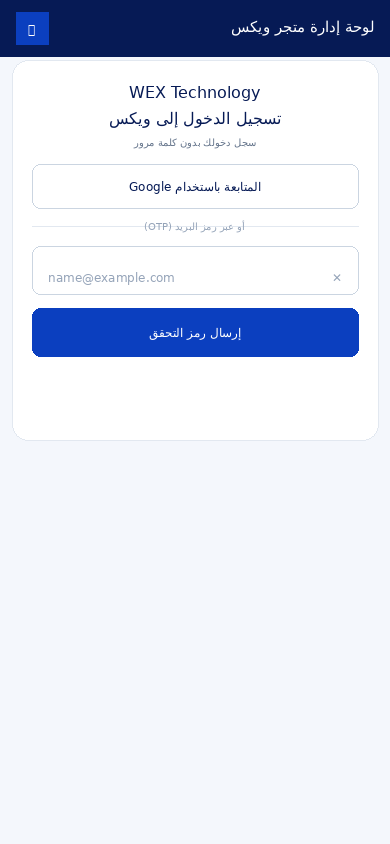 لوحة إدارة متجر ويكس
WEX Technology
تسجيل الدخول إلى ويكس
سجل دخولك بدون كلمة مرور
المتابعة باستخدام Google
أو عبر رمز البريد (OTP)
name@example.com ×
إرسال رمز التحقق